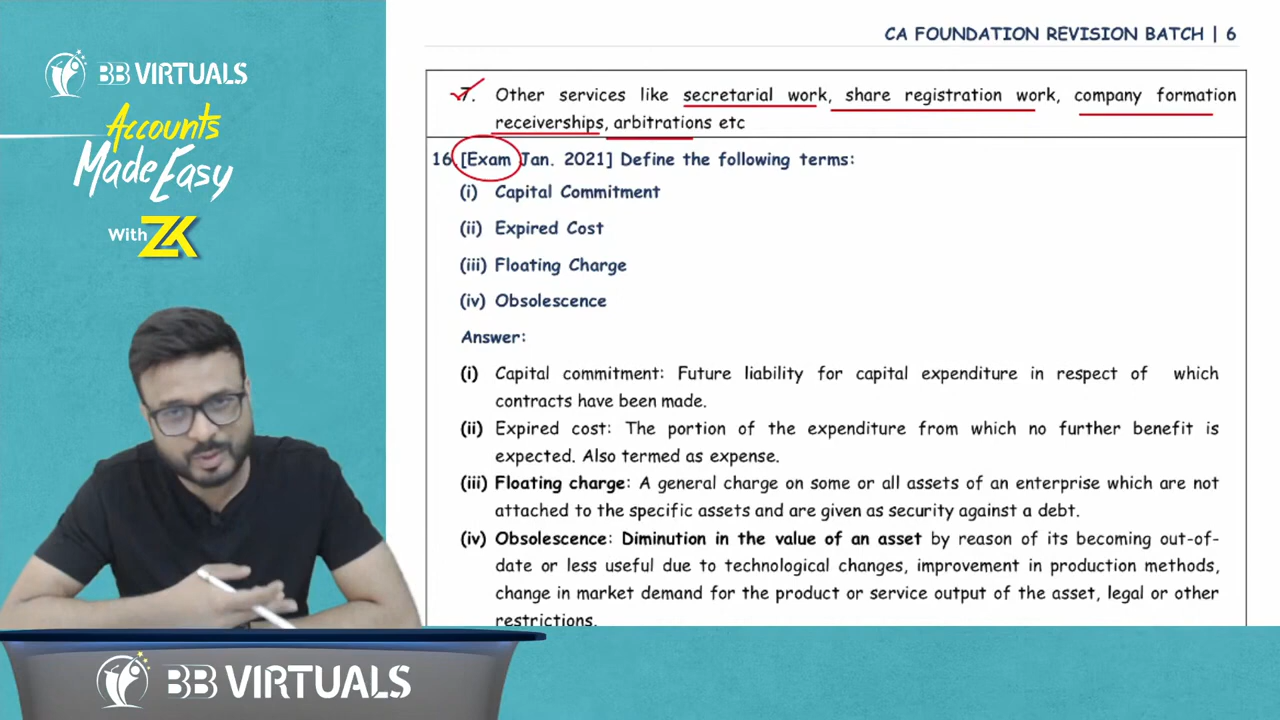 BB VIRTUALS
Accounts
Made Easy
With ZK
CA FOUNDATION REVISION BATCH | 6
7. Other services like secretarial work, share registration work, company formation
receiverships, arbitrations etc
16. [Exam Jan. 2021] Define the following terms:
(i) Capital Commitment
(ii) Expired Cost
(iii) Floating Charge
(iv) Obsolescence
Answer:
(i) Capital commitment: Future liability for capital expenditure in respect of which
contracts have been made.
(ii) Expired cost: The portion of the expenditure from which no further benefit is
expected. Also termed as expense.
(iii) Floating charge: A general charge on some or all assets of an enterprise which are not
attached to the specific assets and are given as security against a debt.
(iv) Obsolescence: Diminution in the value of an asset by reason of its becoming out-of-
date or less useful due to technological changes, improvement in production methods,
change in market demand for the product or service output of the asset, legal or other
restrictions.
BB VIRTUALS